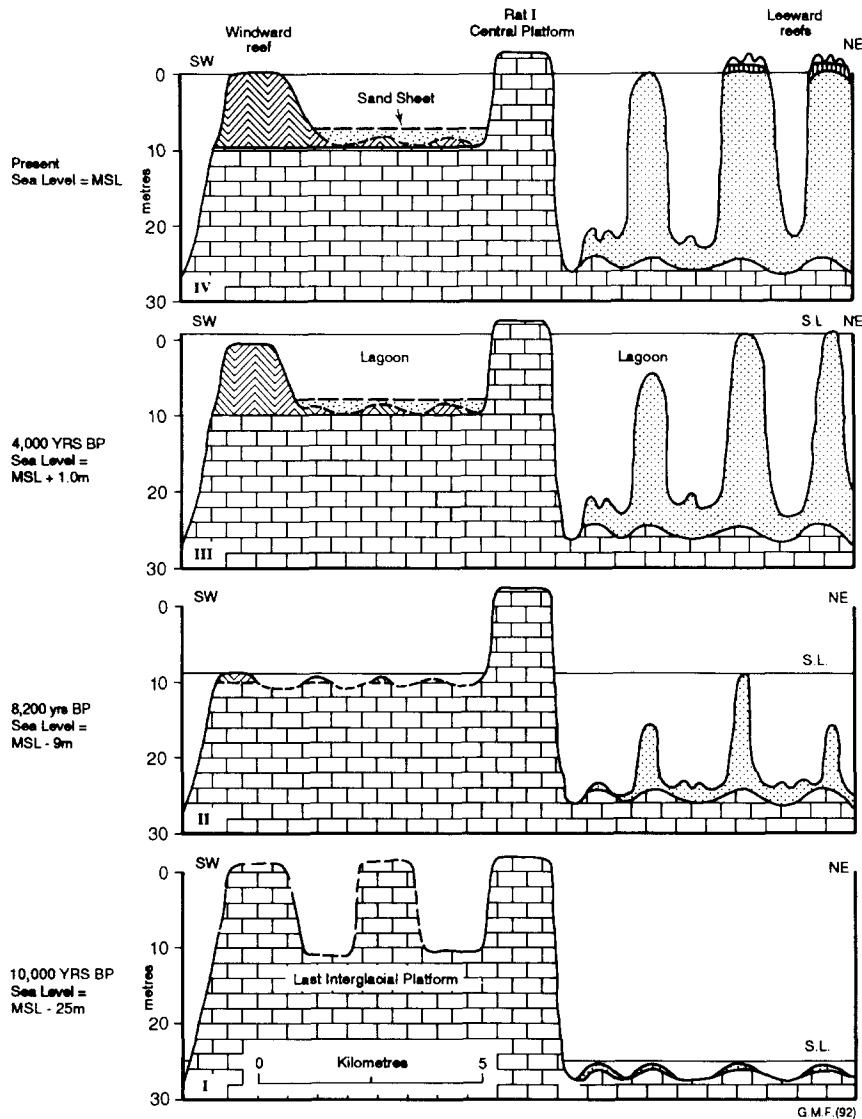 Rat I
Windward
reef
Central Platform
Leeward
reefs
SW
NE
0
Sand Sheet
10
Present
Sea Level = MSL
metres
20
30
IV
SW
S.L
NE
0
Lagoon
Lagoon
10
4,000 YRS BP
Sea Level =
MSL + 1.0m
20
30
III
SW
NE
0
S.L.
10
8,200 yrs BP
Sea Level =
MSL - 9m
20
30
II
SW
NE
0
10
Last Interglacial Platform
10,000 YRS BP
Sea Level =
MSL - 25m
metres
20
S.L.
0
Kilometres
5
30
I
G.M.F.(92)